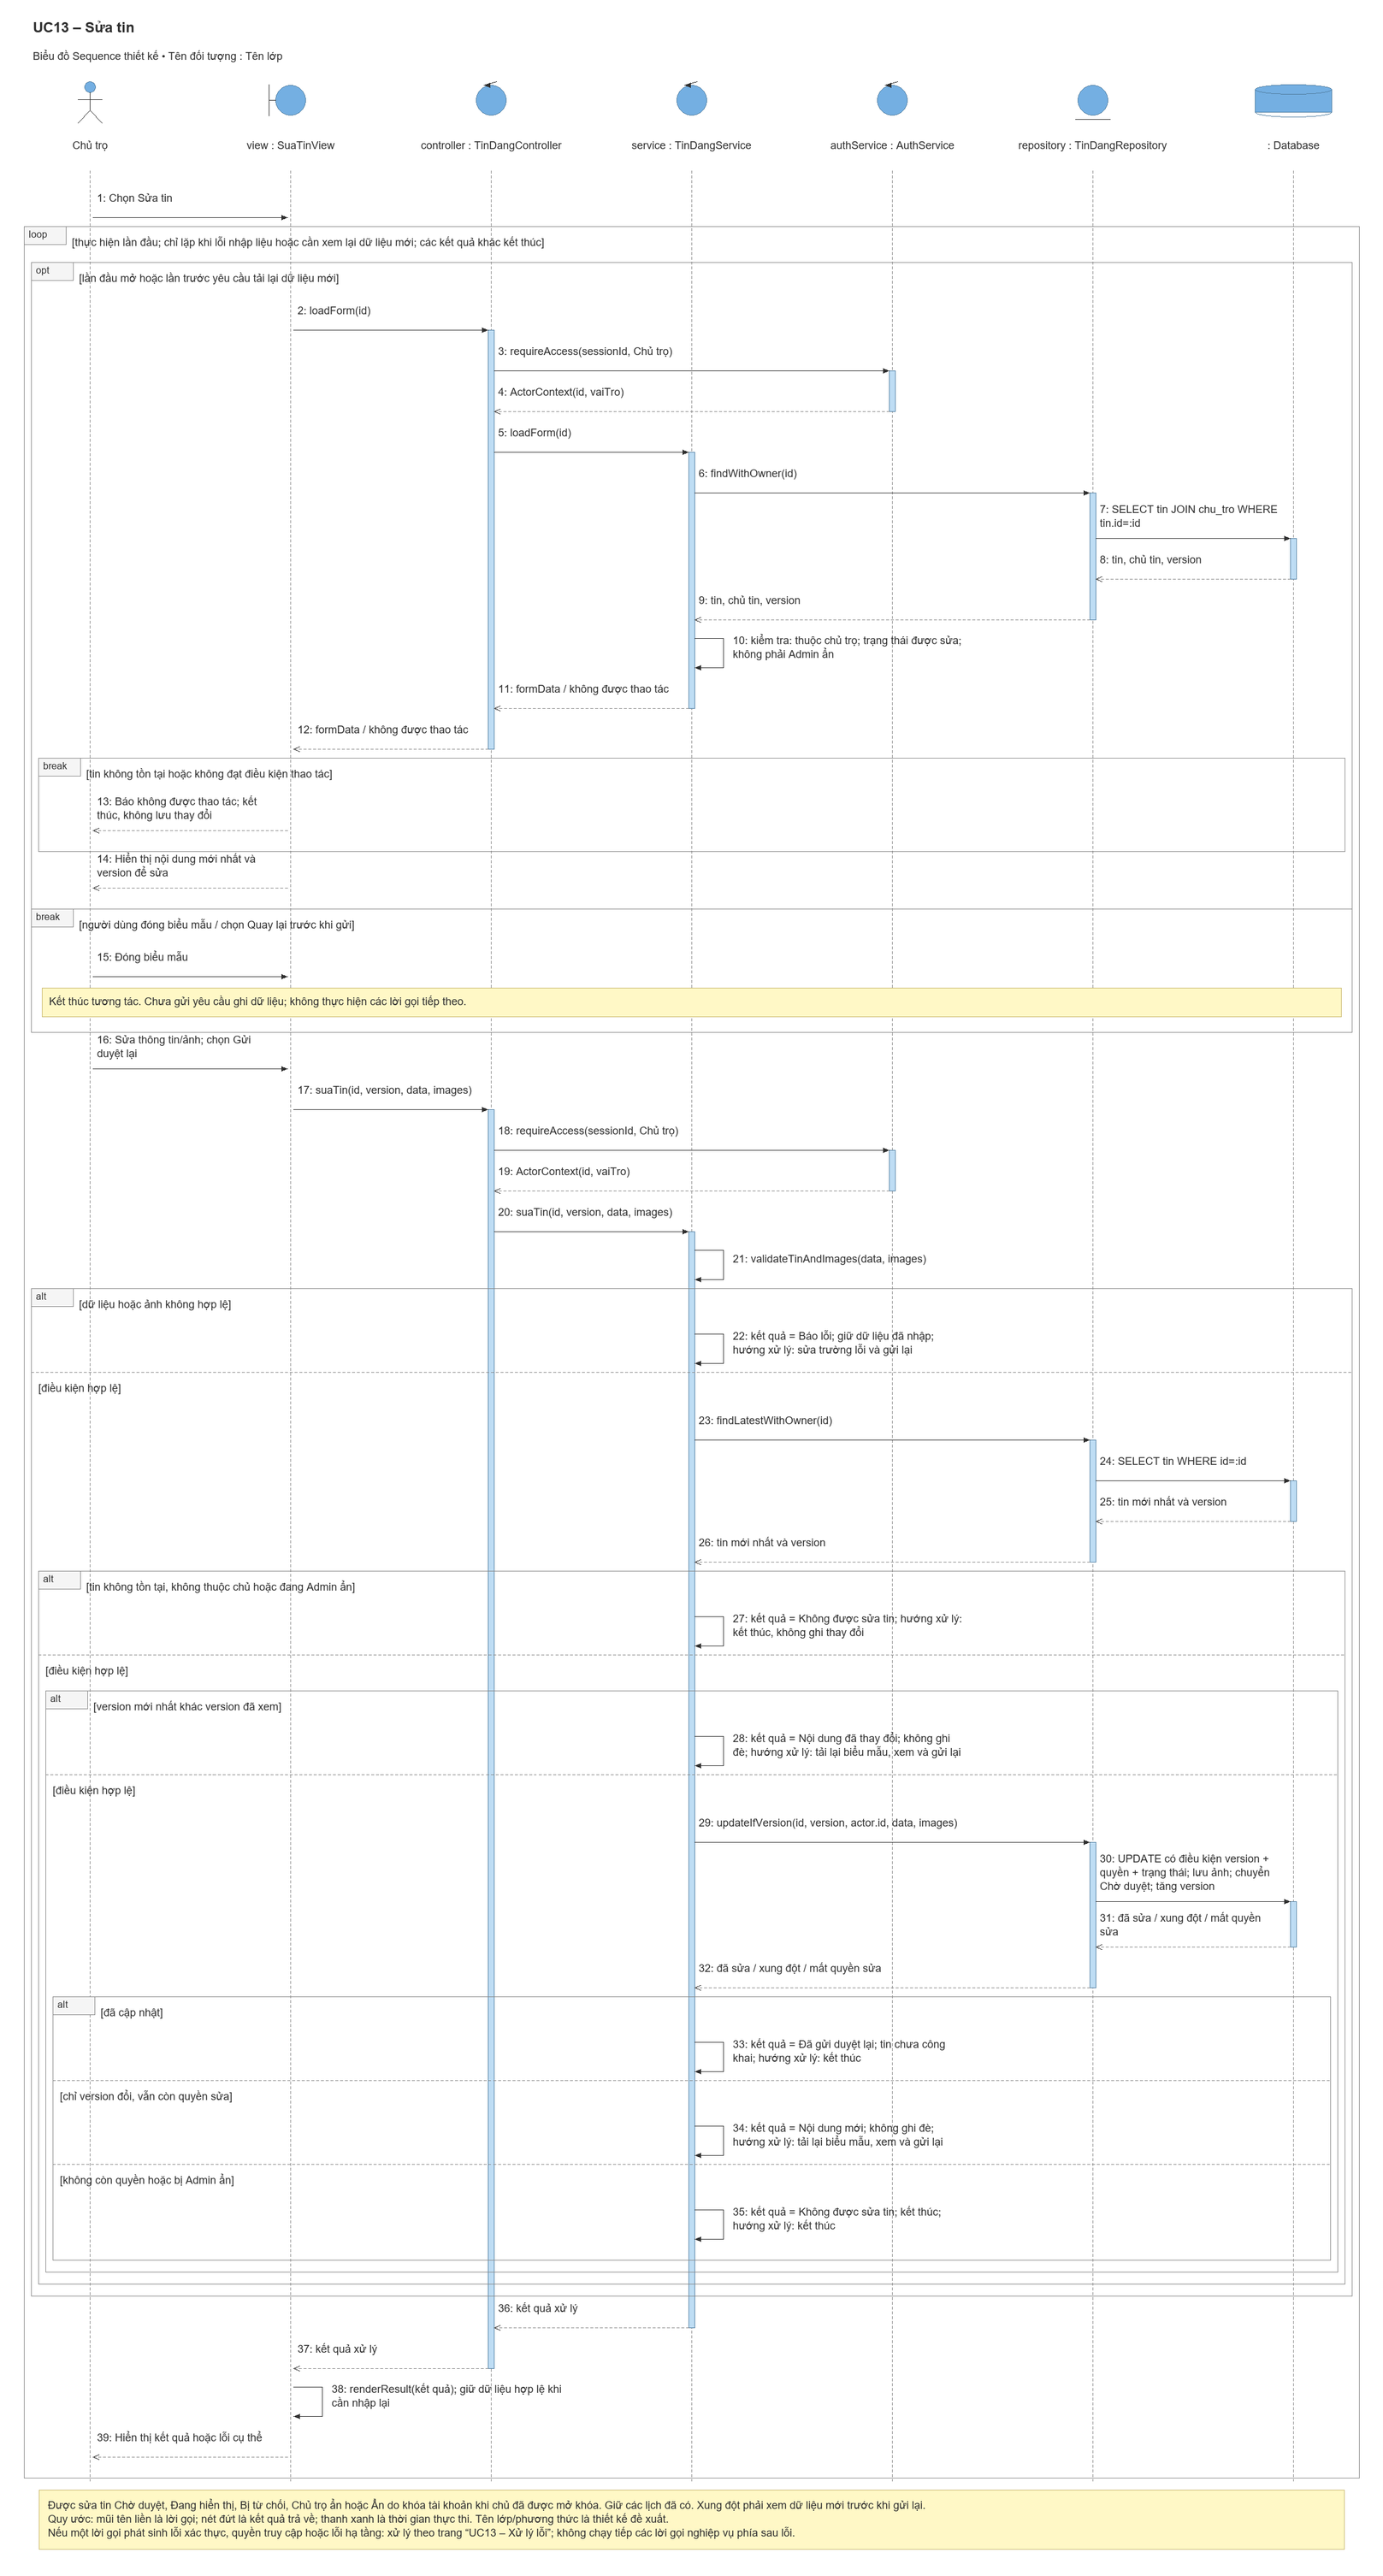 UC13 – Sửa tin
Biểu đồ Sequence thiết kế • Tên đối tượng : Tên lớp
Chủ trọ
view : SuaTinView
controller : TinDangController
service : TinDangService
authService : AuthService
repository : TinDangRepository
: Database
1: Chọn Sửa tin
loop
[thực hiện lần đầu; chỉ lặp khi lỗi nhập liệu hoặc cần xem lại dữ liệu mới; các kết quả khác kết thúc]
opt
[lần đầu mở hoặc lần trước yêu cầu tải lại dữ liệu mới]
2: loadForm(id)
3: requireAccess(sessionId, Chủ trọ)
4: ActorContext(id, vaiTro)
5: loadForm(id)
6: findWithOwner(id)
7: SELECT tin JOIN chu_tro WHERE
tin.id=:id
8: tin, chủ tin, version
9: tin, chủ tin, version
10: kiểm tra: thuộc chủ trọ; trạng thái được sửa;
không phải Admin ẩn
11: formData / không được thao tác
12: formData / không được thao tác
break
[tin không tồn tại hoặc không đạt điều kiện thao tác]
13: Báo không được thao tác; kết
thúc, không lưu thay đổi
14: Hiển thị nội dung mới nhất và
version để sửa
break
[người dùng đóng biểu mẫu / chọn Quay lại trước khi gửi]
15: Đóng biểu mẫu
Kết thúc tương tác. Chưa gửi yêu cầu ghi dữ liệu; không thực hiện các lời gọi tiếp theo.
16: Sửa thông tin/ảnh; chọn Gửi
duyệt lại
17: suaTin(id, version, data, images)
18: requireAccess(sessionId, Chủ trọ)
19: ActorContext(id, vaiTro)
20: suaTin(id, version, data, images)
21: validateTinAndImages(data, images)
alt
[dữ liệu hoặc ảnh không hợp lệ]
22: kết quả = Báo lỗi; giữ dữ liệu đã nhập;
hướng xử lý: sửa trường lỗi và gửi lại
[điều kiện hợp lệ]
23: findLatestWithOwner(id)
24: SELECT tin WHERE id=:id
25: tin mới nhất và version
26: tin mới nhất và version
alt
[tin không tồn tại, không thuộc chủ hoặc đang Admin ẩn]
27: kết quả = Không được sửa tin; hướng xử lý:
kết thúc, không ghi thay đổi
[điều kiện hợp lệ]
alt
[version mới nhất khác version đã xem]
28: kết quả = Nội dung đã thay đổi; không ghi
đè; hướng xử lý: tải lại biểu mẫu, xem và gửi lại
[điều kiện hợp lệ]
29: updateIfVersion(id, version, actor.id, data, images)
30: UPDATE có điều kiện version +
quyền + trạng thái; lưu ảnh; chuyển
Chờ duyệt; tăng version
31: đã sửa / xung đột / mất quyền
sửa
32: đã sửa / xung đột / mất quyền sửa
alt
[đã cập nhật]
33: kết quả = Đã gửi duyệt lại; tin chưa công
khai; hướng xử lý: kết thúc
[chỉ version đổi, vẫn còn quyền sửa]
34: kết quả = Nội dung mới; không ghi đè;
hướng xử lý: tải lại biểu mẫu, xem và gửi lại
[không còn quyền hoặc bị Admin ẩn]
35: kết quả = Không được sửa tin; kết thúc;
hướng xử lý: kết thúc
36: kết quả xử lý
37: kết quả xử lý
38: renderResult(kết quả); giữ dữ liệu hợp lệ khi
cần nhập lại
39: Hiển thị kết quả hoặc lỗi cụ thể
Được sửa tin Chờ duyệt, Đang hiển thị, Bị từ chối, Chủ trọ ẩn hoặc Ẩn do khóa tài khoản khi chủ đã được mở khóa. Giữ các lịch đã có. Xung đột phải xem dữ liệu mới trước khi gửi lại.
Quy ước: mũi tên liền là lời gọi; nét đứt là kết quả trả về; thanh xanh là thời gian thực thi. Tên lớp/phương thức là thiết kế đề xuất.
Nếu một lời gọi phát sinh lỗi xác thực, quyền truy cập hoặc lỗi hạ tầng: xử lý theo trang “UC13 – Xử lý lỗi”; không chạy tiếp các lời gọi nghiệp vụ phía sau lỗi.